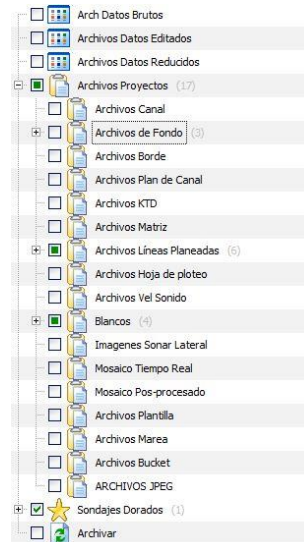 Arch Datos Brutos
Archivos Datos Editados
Archivos Datos Reducidos
Archivos Proyectos (17)
Archivos Canal
Archivos de Fondo (3)
Archivos Borde
Archivos Plan de Canal
Archivos KTD
Archivos Matriz
Archivos Líneas Planeadas (6)
Archivos Hoja de ploteo
Archivos Vel Sonido
Blancos (4)
Imagenes Sonar Lateral
Mosaico Tiempo Real
Mosaico Pos-procesado
Archivos Plantilla
Archivos Marea
Archivos Bucket
ARCHIVOS JPEG
Sondajes Dorados (1)
Archivar